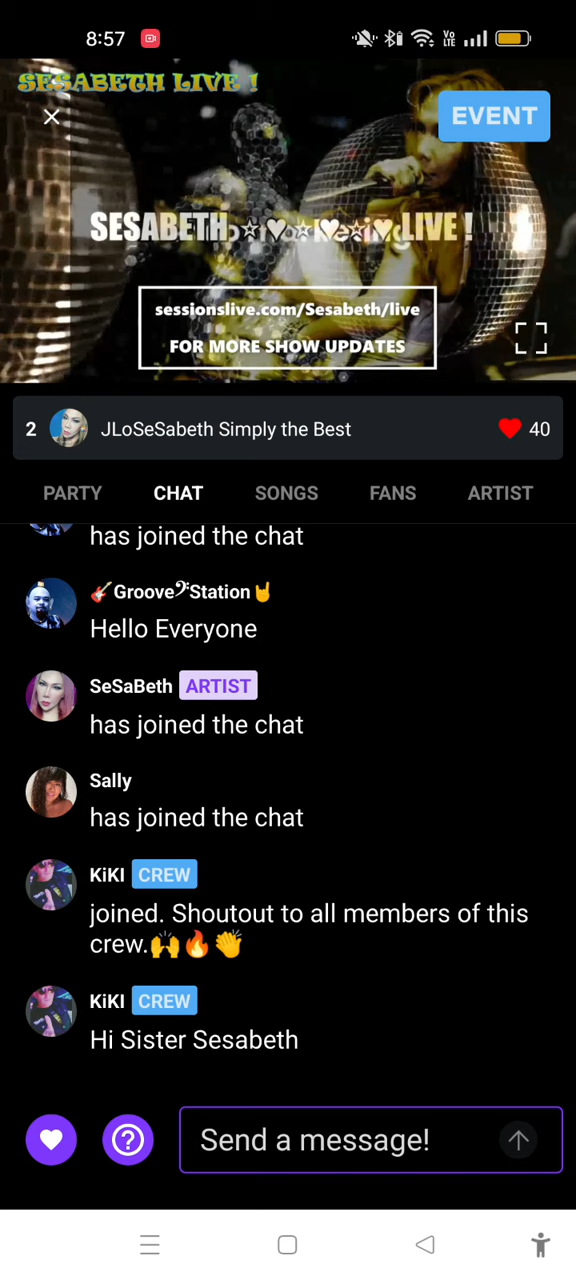 8:57
Vo
LTE
SESABETH LIVE !
EVENT
SESABETH LIVE !
sessionslive.com/Sesabeth/live
FOR MORE SHOW UPDATES
2 JLoSeSabeth Simply the Best ♥ 40
PARTY CHAT SONGS FANS ARTIST
has joined the chat
🎸Groove𝄢Station🤘
Hello Everyone
SeSaBeth ARTIST
has joined the chat
Sally
has joined the chat
KiKI CREW
joined. Shoutout to all members of this
crew.🙌🔥👏
KiKI CREW
Hi Sister Sesabeth
Send a message!